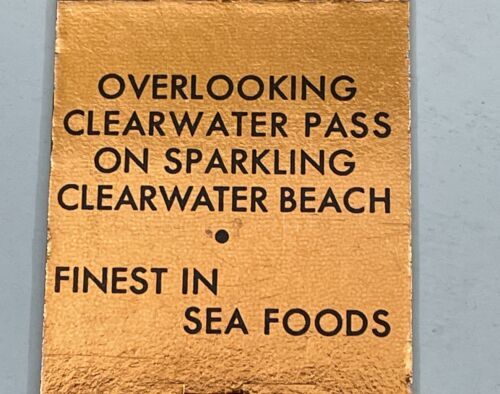 OVERLOOKING
CLEARWATER PASS
ON SPARKLING
CLEARWATER BEACH
•
FINEST IN
SEA FOODS